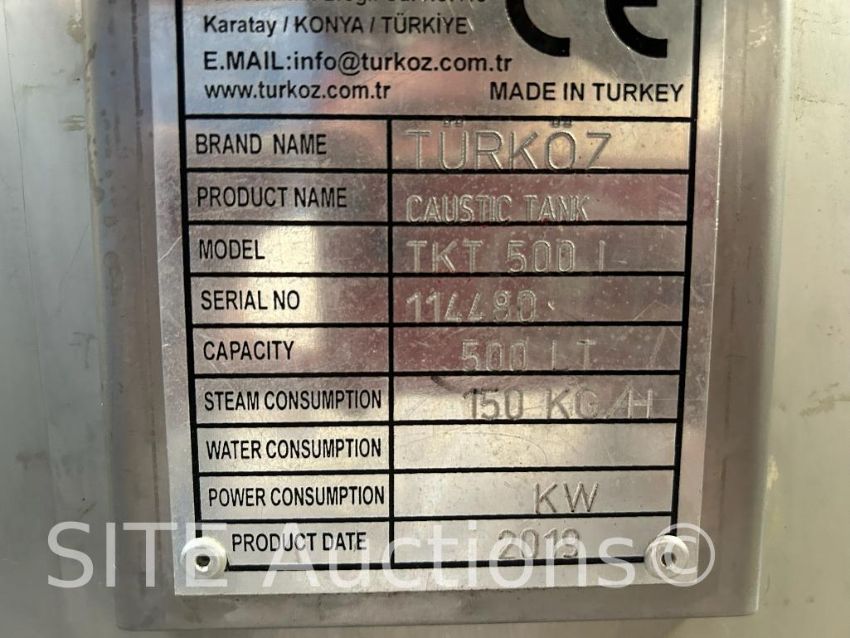 Karatay / KONYA / TÜRKİYE
E.MAIL:info@turkoz.com.tr
www.turkoz.com.tr MADE IN TURKEY
CE
BRAND NAME TÜRKÖZ
PRODUCT NAME CAUSTIC TANK
MODEL TKT 500 L
SERIAL NO 114480
CAPACITY 500 LT
STEAM CONSUMPTION 150 KG/H
WATER CONSUMPTION
POWER CONSUMPTION KW
PRODUCT DATE 2019
SITE Auctions©